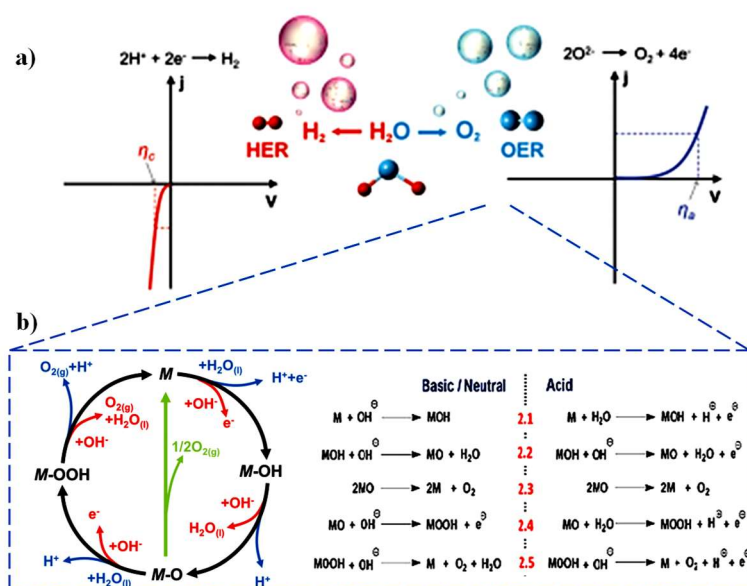 a)
2H⁺ + 2e⁻ → H₂
j
η_c
V
HER
H₂ ← H₂O → O₂
OER
2O²⁻ → O₂ + 4e⁻
j
V
η_a
b)
M
+H₂O(l)
H⁺+e⁻
+OH⁻
e⁻
M-OH
+OH⁻
H₂O(l)
H⁺
M-O
+H₂O(l)
H⁺
+OH⁻
e⁻
M-OOH
+OH⁻
O₂(g)
+H₂O(l)
O₂(g)+H⁺
1/2O₂(g)
Basic / Neutral Acid
M + OH⊖ → MOH 2.1 M + H₂O → MOH + H⊖ + e⊖
MOH + OH⊖ → MO + H₂O 2.2 MOH + OH⊖ → MO + H₂O + e⊖
2MO → 2M + O₂ 2.3 2MO → 2M + O₂
MO + OH⊖ → MOOH + e⊖ 2.4 MO + H₂O → MOOH + H⊖ + e⊖
MOOH + OH⊖ → M + O₂ + H₂O 2.5 MOOH + OH⊖ → M + O₂ + H⊖ + e⊖